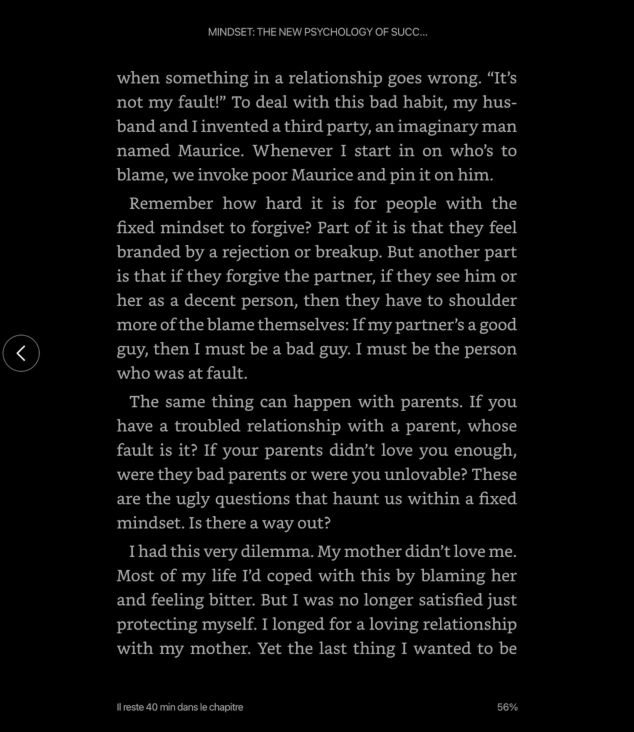 MINDSET: THE NEW PSYCHOLOGY OF SUCC...
when something in a relationship goes wrong. “It’s
not my fault!” To deal with this bad habit, my hus-
band and I invented a third party, an imaginary man
named Maurice. Whenever I start in on who’s to
blame, we invoke poor Maurice and pin it on him.
Remember how hard it is for people with the
fixed mindset to forgive? Part of it is that they feel
branded by a rejection or breakup. But another part
is that if they forgive the partner, if they see him or
her as a decent person, then they have to shoulder
more of the blame themselves: If my partner’s a good
guy, then I must be a bad guy. I must be the person
who was at fault.
The same thing can happen with parents. If you
have a troubled relationship with a parent, whose
fault is it? If your parents didn’t love you enough,
were they bad parents or were you unlovable? These
are the ugly questions that haunt us within a fixed
mindset. Is there a way out?
I had this very dilemma. My mother didn’t love me.
Most of my life I’d coped with this by blaming her
and feeling bitter. But I was no longer satisfied just
protecting myself. I longed for a loving relationship
with my mother. Yet the last thing I wanted to be
Il reste 40 min dans le chapitre
56%